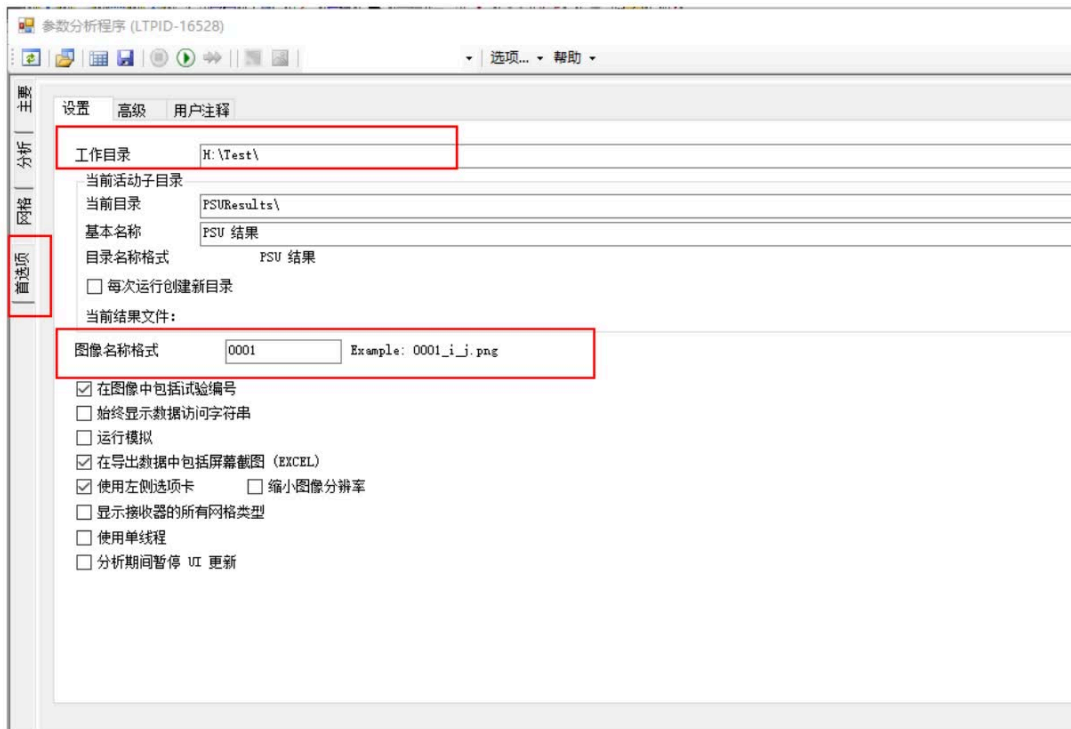 参数分析程序 (LTPID-16528)
选项... 帮助
主要
分析
网格
首选项
设置 高级 用户注释
工作目录 H:\Test\
当前活动子目录
当前目录 PSUResults\
基本名称 PSU 结果
目录名称格式 PSU 结果
每次运行创建新目录
当前结果文件:
图像名称格式 0001 Example: 0001_i_j.png
在图像中包括试验编号
始终显示数据访问字符串
运行模拟
在导出数据中包括屏幕截图 (EXCEL)
使用左侧选项卡 缩小图像分辨率
显示接收器的所有网格类型
使用单线程
分析期间暂停 UI 更新